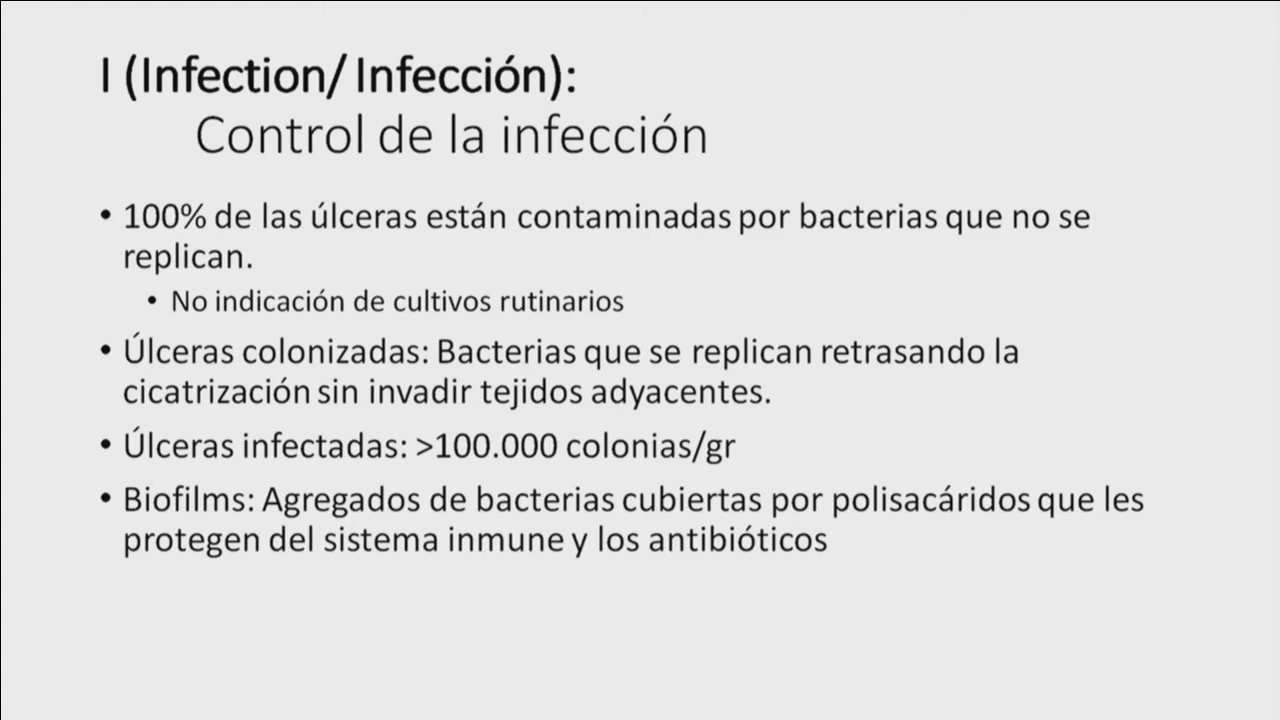 I (Infection/ Infección):
Control de la infección
• 100% de las úlceras están contaminadas por bacterias que no se
replican.
• No indicación de cultivos rutinarios
• Úlceras colonizadas: Bacterias que se replican retrasando la
cicatrización sin invadir tejidos adyacentes.
• Úlceras infectadas: >100.000 colonias/gr
• Biofilms: Agregados de bacterias cubiertas por polisacáridos que les
protegen del sistema inmune y los antibióticos